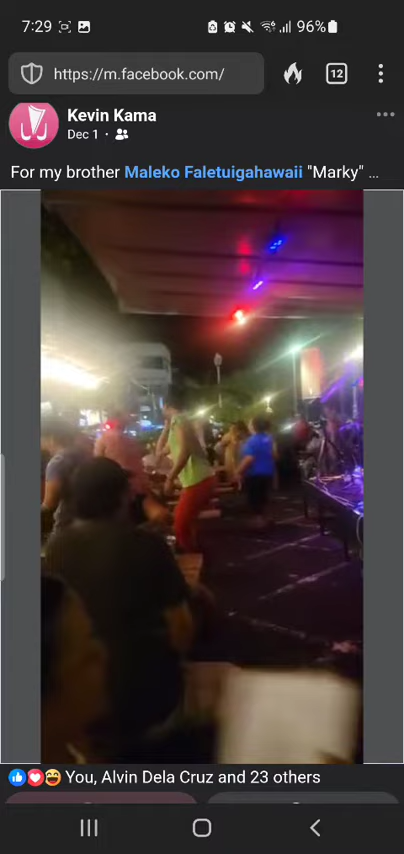 7:29
96%
https://m.facebook.com/
12
Kevin Kama
Dec 1 ·
For my brother Maleko Faletuigahawaii "Marky" ...
You, Alvin Dela Cruz and 23 others